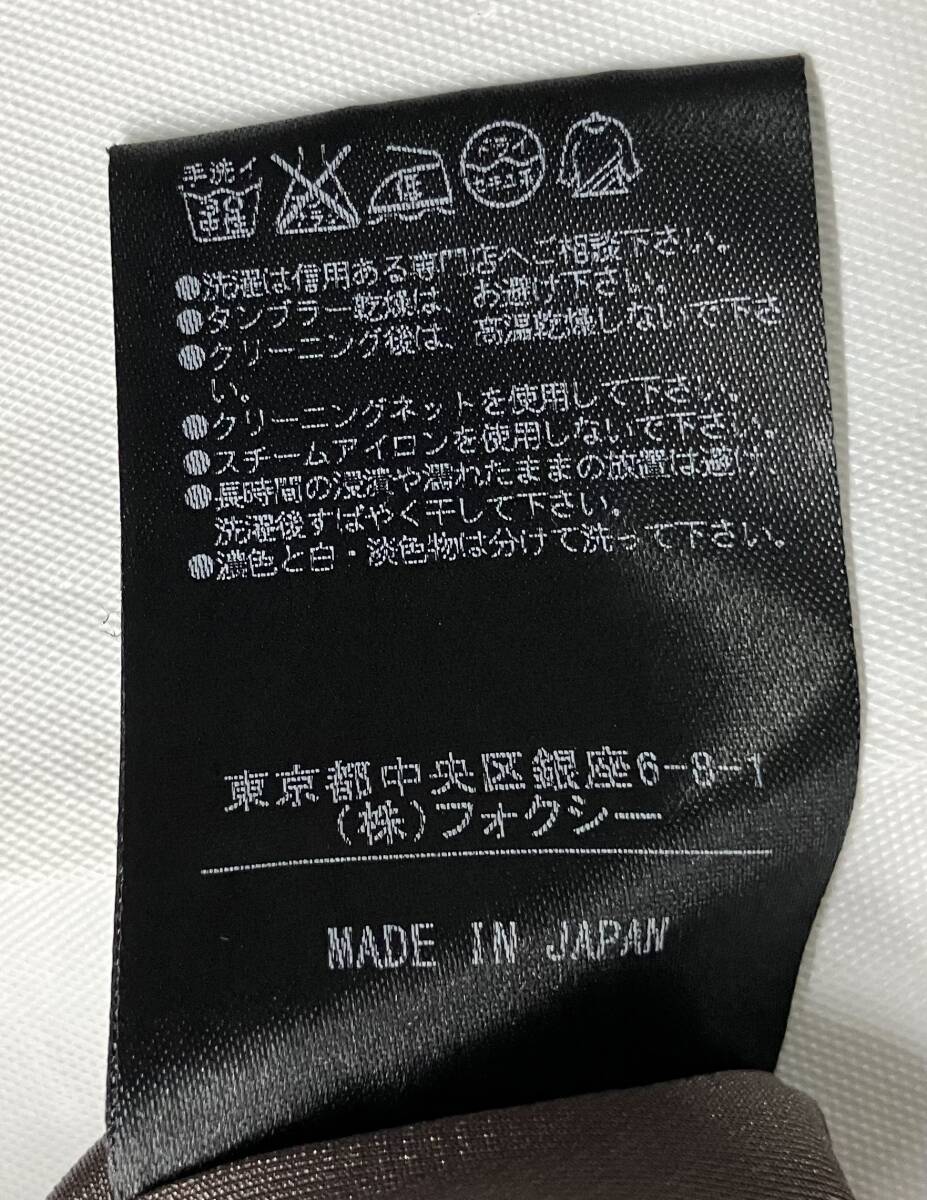 手洗イ
低
ドライ
●洗濯は信用ある専門店へご相談下さい。
●タンブラー乾燥は、お避け下さい。
●クリーニング後は、高温乾燥しないで下さ
い。
●クリーニングネットを使用して下さい。
●スチームアイロンを使用しないで下さい。
●長時間の浸漬や濡れたままの放置は避け、
洗濯後すばやく干して下さい。
●濃色と白・淡色物は分けて洗って下さい。
東京都中央区銀座6-8-1
(株)フォクシー
MADE IN JAPAN